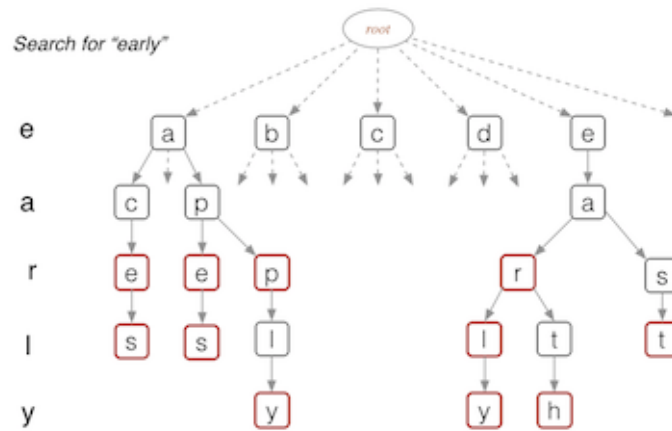 root
Search for "early"
e a b c d e
a c p a
r e e p r s
l s s l l t t
y y y h